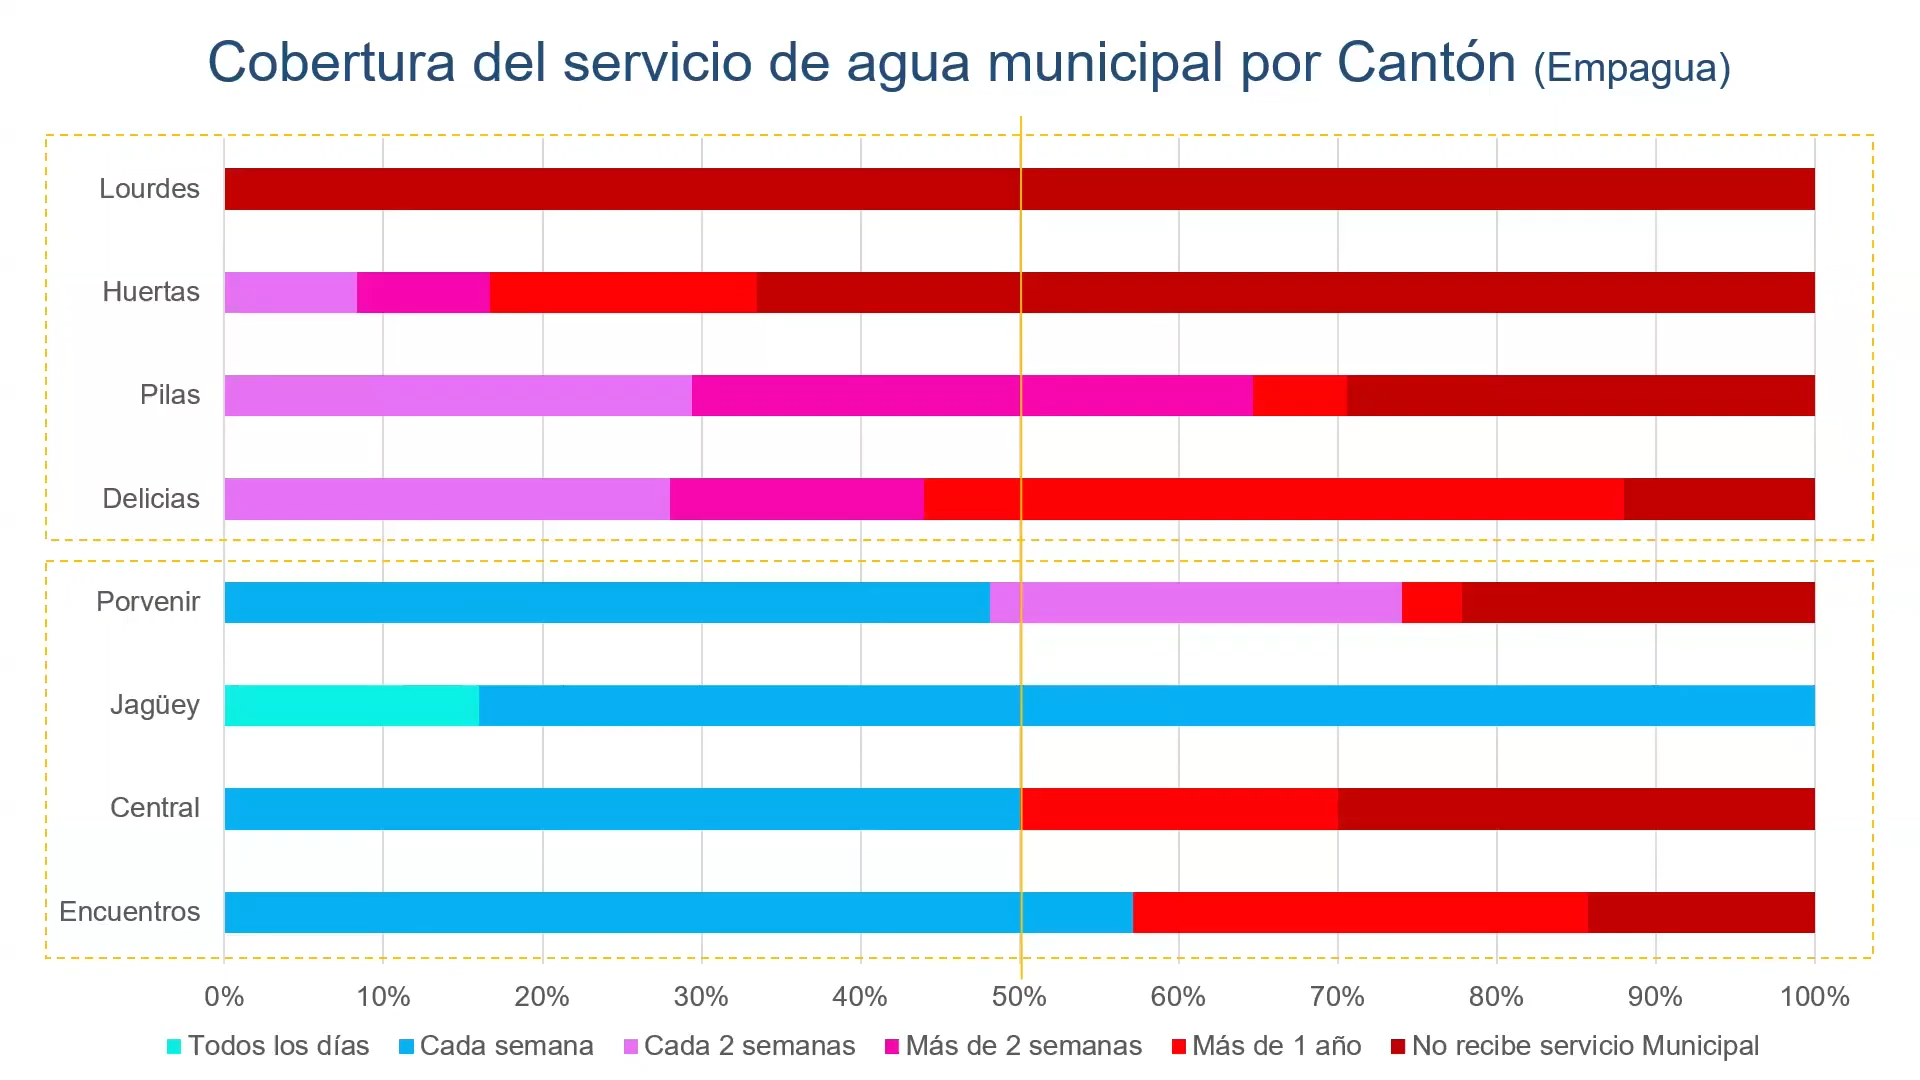 Cobertura del servicio de agua municipal por Cantón (Empagua)
Lourdes
Huertas
Pilas
Delicias
Porvenir
Jagüey
Central
Encuentros
0% 10% 20% 30% 40% 50% 60% 70% 80% 90% 100%
Todos los días Cada semana Cada 2 semanas Más de 2 semanas Más de 1 año No recibe servicio Municipal